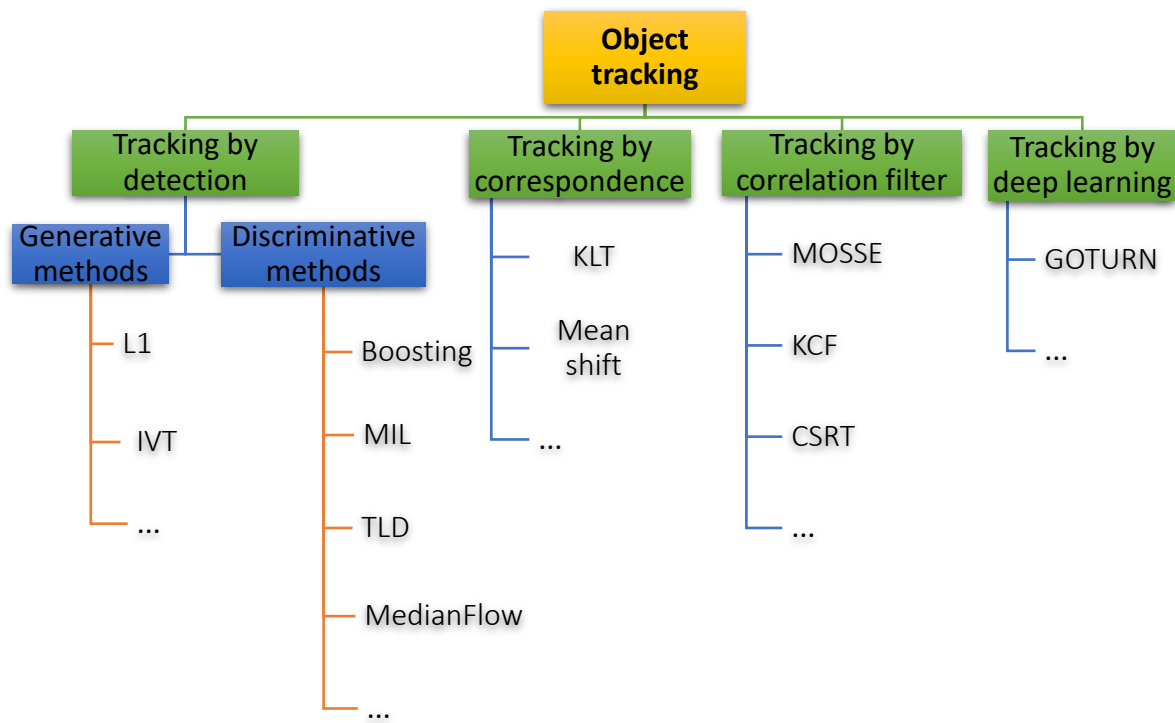 Object
tracking
Tracking by
detection
Tracking by
correspondence
Tracking by
correlation filter
Tracking by
deep learning
Generative
methods
Discriminative
methods
L1
IVT
...
Boosting
MIL
TLD
MedianFlow
...
KLT
Mean
shift
...
MOSSE
KCF
CSRT
...
GOTURN
...